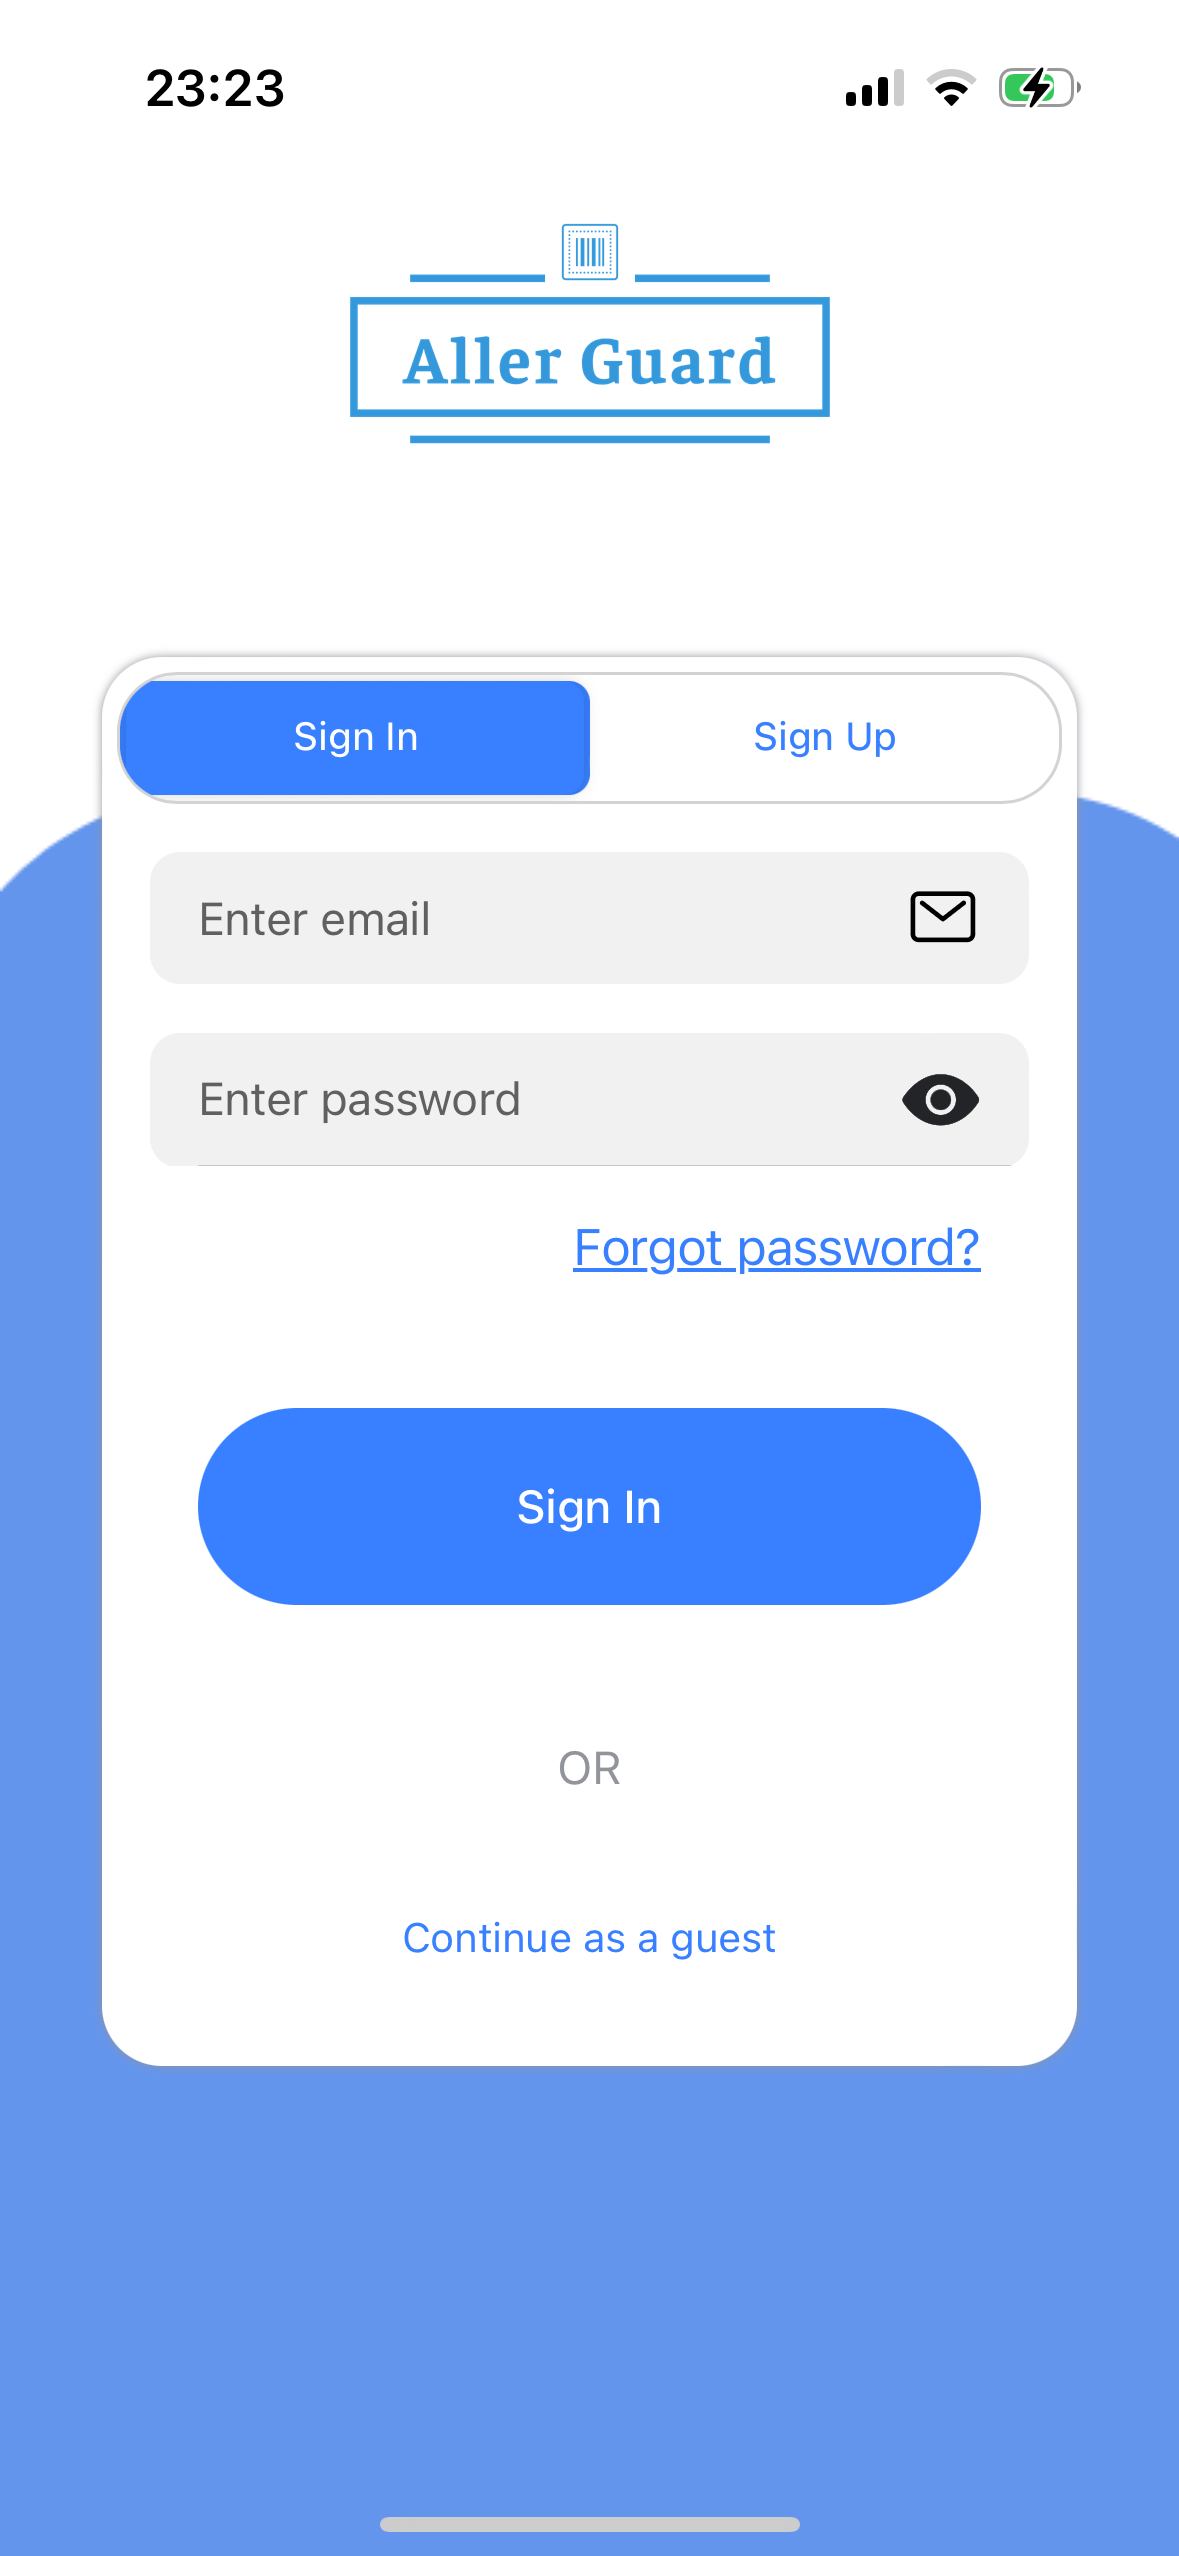 23:23
Aller Guard
Sign In
Sign Up
Enter email
Enter password
Forgot password?
Sign In
OR
Continue as a guest